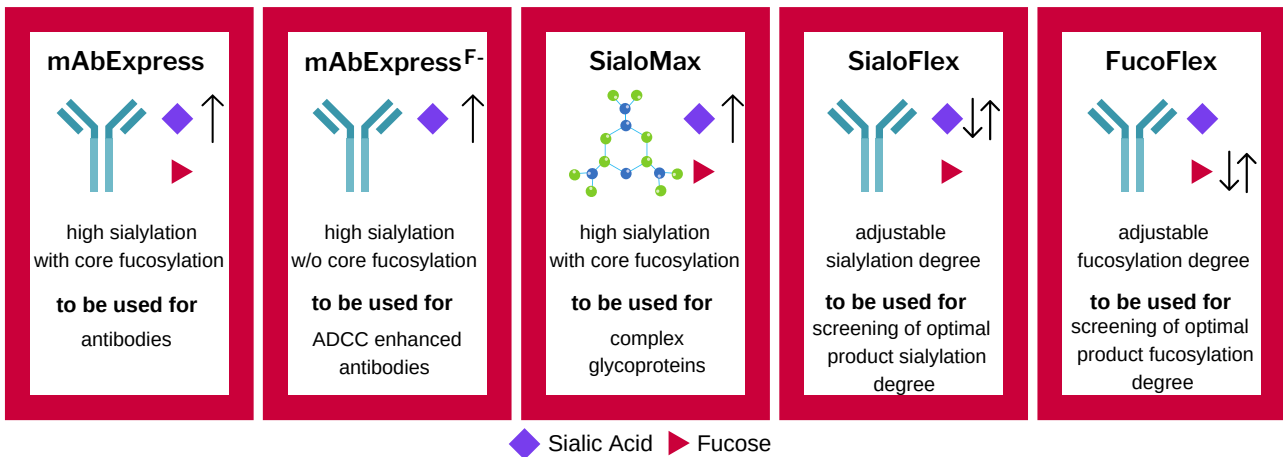 mAbExpress
high sialylation
with core fucosylation
to be used for
antibodies
mAbExpress F-
high sialylation
w/o core fucosylation
to be used for
ADCC enhanced
antibodies
SialoMax
high sialylation
with core fucosylation
to be used for
complex
glycoproteins
SialoFlex
adjustable
sialylation degree
to be used for
screening of optimal
product sialylation
degree
FucoFlex
adjustable
fucosylation degree
to be used for
screening of optimal
product fucosylation
degree
Sialic Acid
Fucose